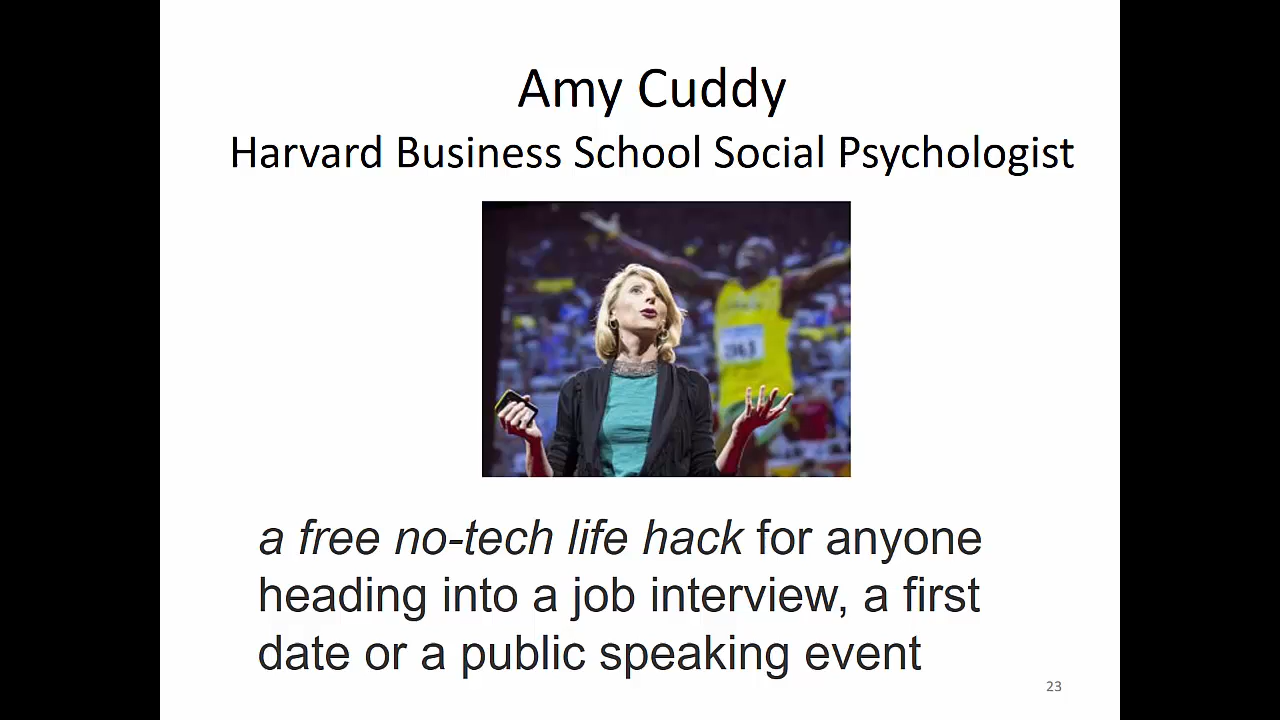 Amy Cuddy
Harvard Business School Social Psychologist
a free no-tech life hack for anyone
heading into a job interview, a first
date or a public speaking event
23